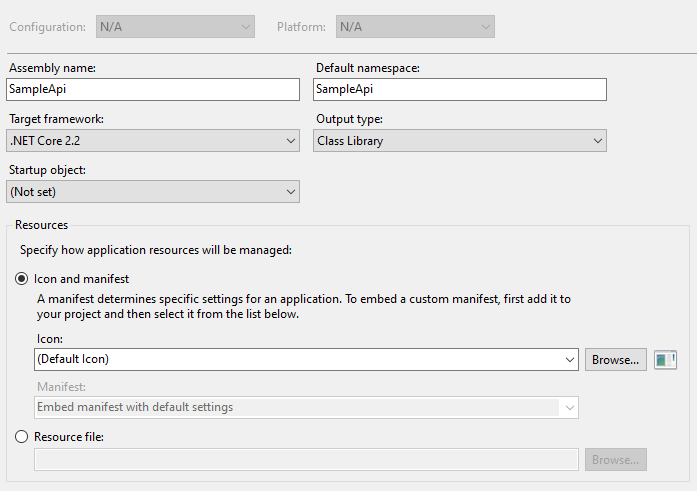 Configuration: N/A Platform: N/A
Assembly name: Default namespace:
SampleApi SampleApi
Target framework: Output type:
.NET Core 2.2 Class Library
Startup object:
(Not set)
Resources
Specify how application resources will be managed:
Icon and manifest
A manifest determines specific settings for an application. To embed a custom manifest, first add it to
your project and then select it from the list below.
Icon:
(Default Icon) Browse...
Manifest:
Embed manifest with default settings
Resource file:
Browse...